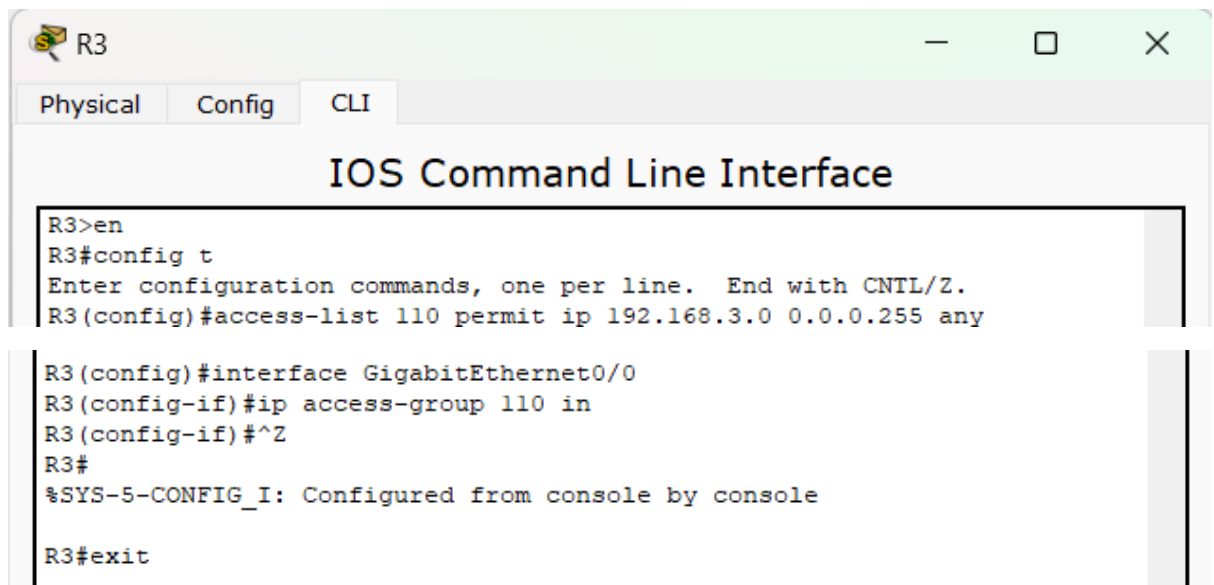 R3
Physical Config CLI
IOS Command Line Interface
R3>en
R3#config t
Enter configuration commands, one per line.  End with CNTL/Z.
R3(config)#access-list 110 permit ip 192.168.3.0 0.0.0.255 any
R3(config)#interface GigabitEthernet0/0
R3(config-if)#ip access-group 110 in
R3(config-if)#^Z
R3#
%SYS-5-CONFIG_I: Configured from console by console
R3#exit